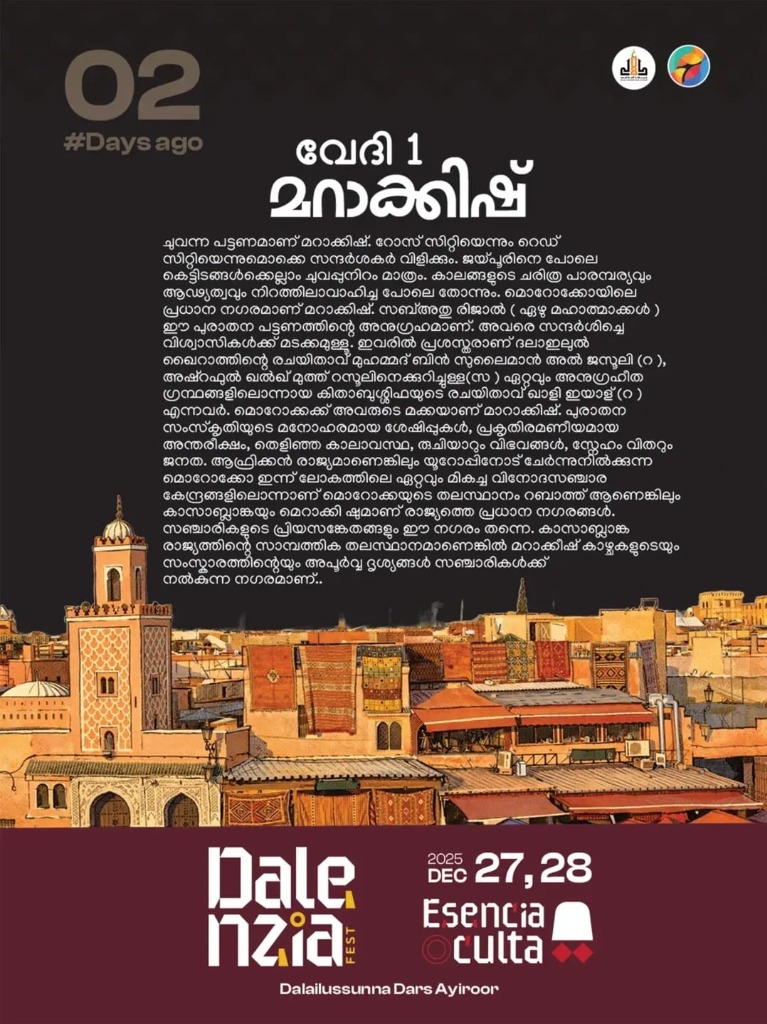 02
#Days ago
വേദി 1
മറാക്കിഷ്
ചുവന്ന പട്ടണമാണ് മറാക്കിഷ്. റോസ് സിറ്റിയെന്നും റെഡ്
സിറ്റിയെന്നുമൊക്കെ സന്ദർശകർ വിളിക്കും. ജയ്പൂരിനെ പോലെ
കെട്ടിടങ്ങൾക്കെല്ലാം ചുവപ്പുനിറം മാത്രം. കാലങ്ങളുടെ ചരിത്ര പാരമ്പര്യവും
ആഢ്യത്വവും നിറത്തിലാവാഹിച്ച പോലെ തോന്നും. മൊറോക്കോയിലെ
പ്രധാന നഗരമാണ് മറാക്കിഷ്. സബ്അതു രിജാൽ ( ഏഴു മഹാത്മാക്കൾ )
ഈ പുരാതന പട്ടണത്തിന്റെ അനുഗ്രഹമാണ്. അവരെ സന്ദർശിച്ചെ
വിശ്വാസികൾക്ക് മടക്കമുള്ളൂ. ഇവരിൽ പ്രശസ്തരാണ് ദലാഇലുൽ
ഖൈറാത്തിന്റെ രചയിതാവ് മുഹമ്മദ് ബിൻ സുലൈമാൻ അൽ ജസൂലി (റ ),
അഷ്റഫുൽ ഖൽഖ് മുത്ത് റസൂലിനെക്കുറിച്ചുള്ള(സ ) ഏറ്റവും അനുഗ്രഹീത
ഗ്രന്ഥങ്ങളിലൊന്നായ കിതാബുശ്ശിഫയുടെ രചയിതാവ് ഖാളി ഇയാള് (റ )
എന്നവർ. മൊറോക്കക്ക് അവരുടെ മക്കയാണ് മാറാക്കിഷ്. പുരാതന
സംസ്കൃതിയുടെ മനോഹരമായ ശേഷിപ്പുകൾ, പ്രകൃതിരമണീയമായ
അന്തരീക്ഷം, തെളിഞ്ഞ കാലാവസ്ഥ, രുചിയാറും വിഭവങ്ങൾ, സ്നേഹം വിതറും
ജനത. ആഫ്രിക്കൻ രാജ്യമാണെങ്കിലും യൂറോപ്പിനോട് ചേർന്നുനിൽക്കുന്ന
മൊറോക്കോ ഇന്ന് ലോകത്തിലെ ഏറ്റവും മികച്ച വിനോദസഞ്ചാര
കേന്ദ്രങ്ങളിലൊന്നാണ് മൊറോക്കയുടെ തലസ്ഥാനം റബാത്ത് ആണെങ്കിലും
കാസാബ്ലാങ്കയും മെറാക്കി ഷുമാണ് രാജ്യത്തെ പ്രധാന നഗരങ്ങൾ.
സഞ്ചാരികളുടെ പ്രിയസങ്കേതങ്ങളും ഈ നഗരം തന്നെ. കാസാബ്ലാങ്ക
രാജ്യത്തിന്റെ സാമ്പത്തിക തലസ്ഥാനമാണെങ്കിൽ മറാക്കിഷ് കാഴ്ചകളുടെയും
സംസ്കാരത്തിന്റെയും അപൂർവ്വ ദൃശ്യങ്ങൾ സഞ്ചാരികൾക്ക്
നൽകുന്ന നഗരമാണ്..
Dale
nzia
FEST
2025
DEC 27, 28
Esencia
Oculta
Dalailussunna Dars Ayiroor